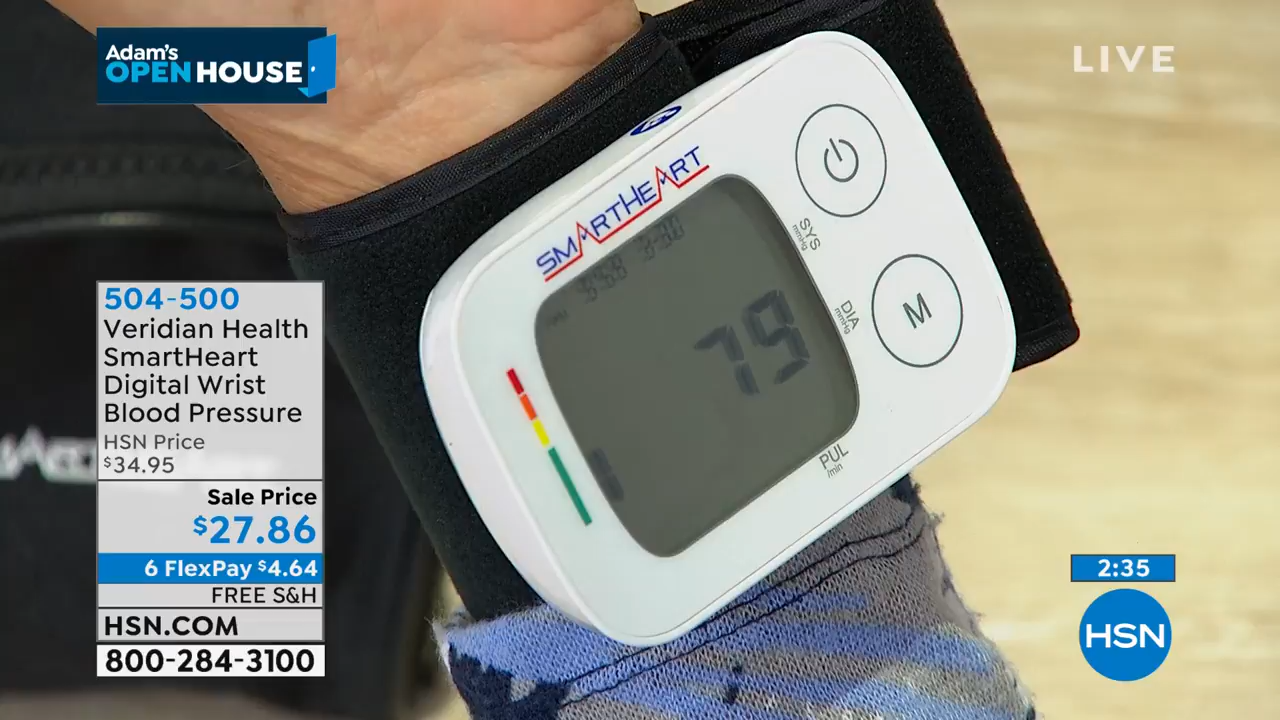 Adam's
OPEN HOUSE
LIVE
504-500
Veridian Health
SmartHeart
Digital Wrist
Blood Pressure
HSN Price
$34.95
Sale Price
$27.86
6 FlexPay $4.64
FREE S&H
HSN.COM
800-284-3100
SMARTHEART
SYS
mmHg
DIA
mmHg
PUL
/min
M
79
2:35
HSN